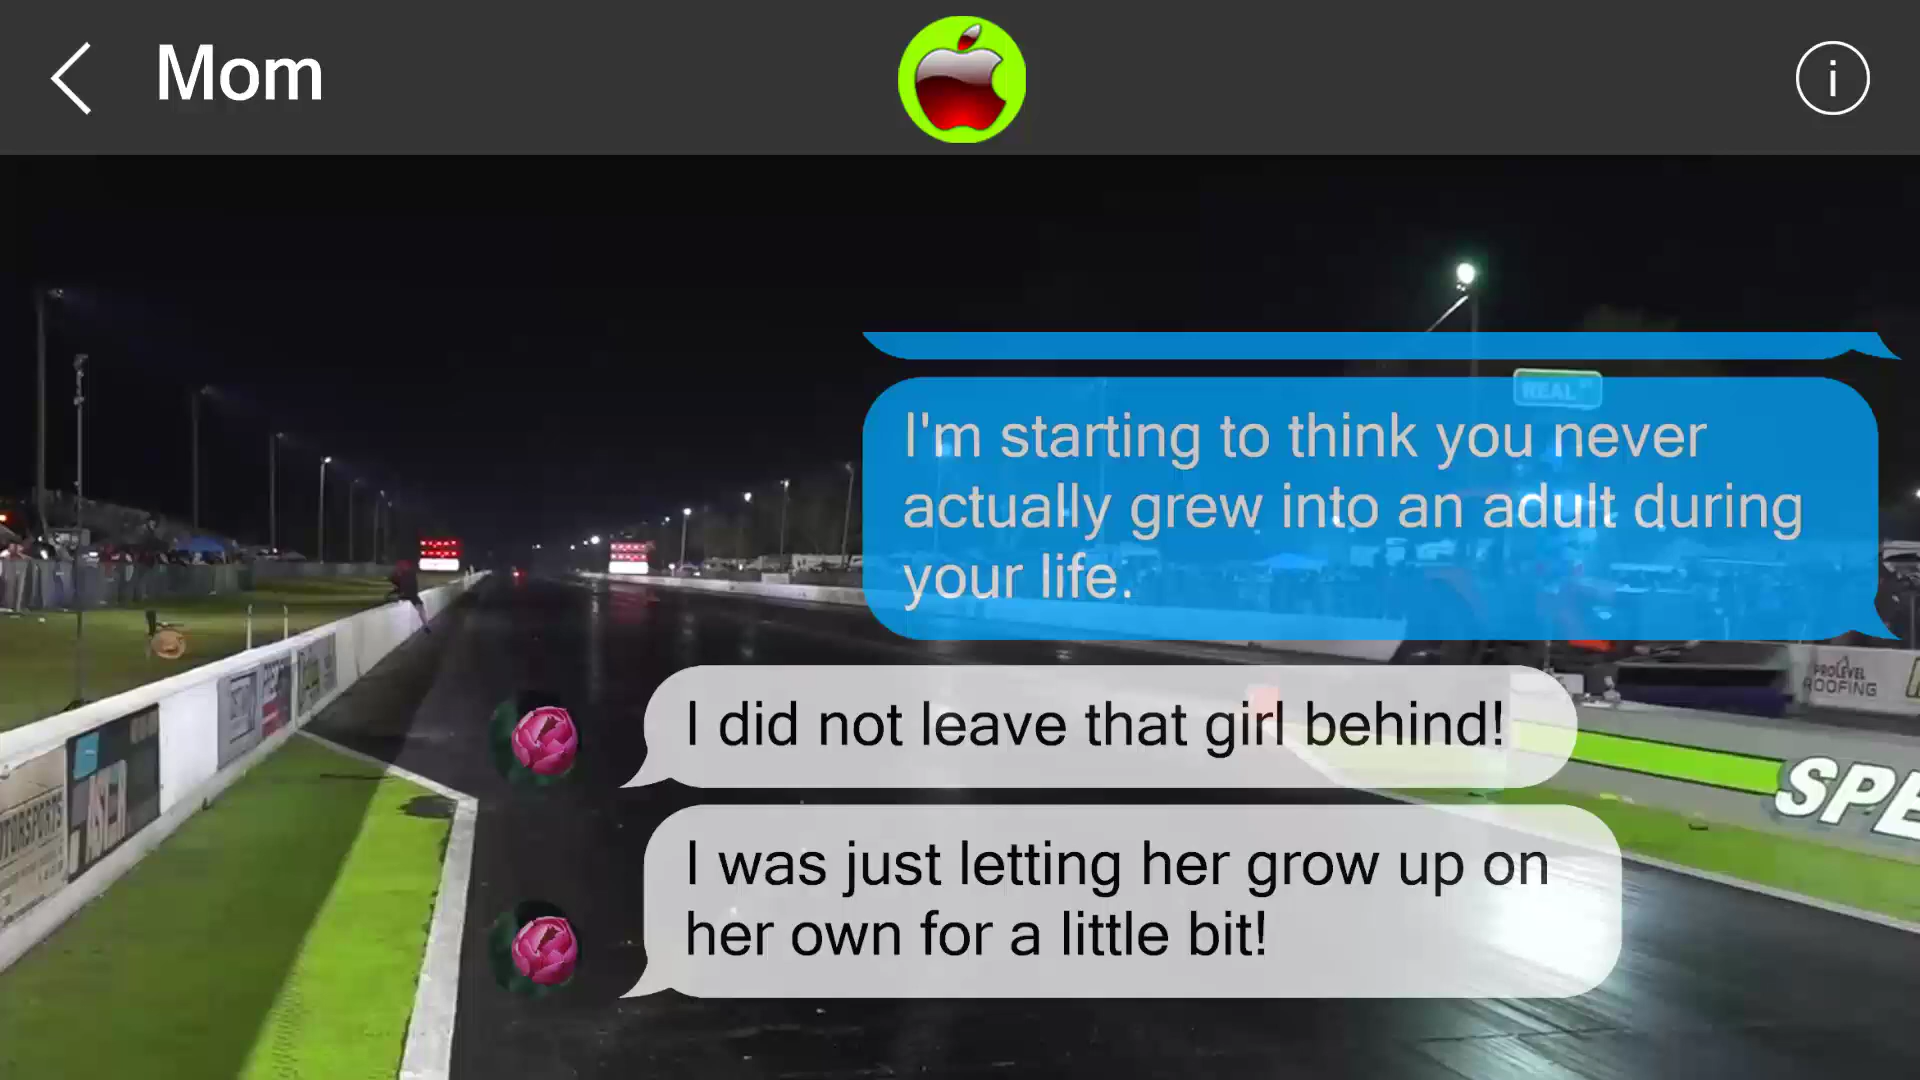 Mom
i
REAL
I'm starting to think you never
actually grew into an adult during
your life.
PROLEVEL
ROOFING
I did not leave that girl behind!
SPE
I was just letting her grow up on
her own for a little bit!